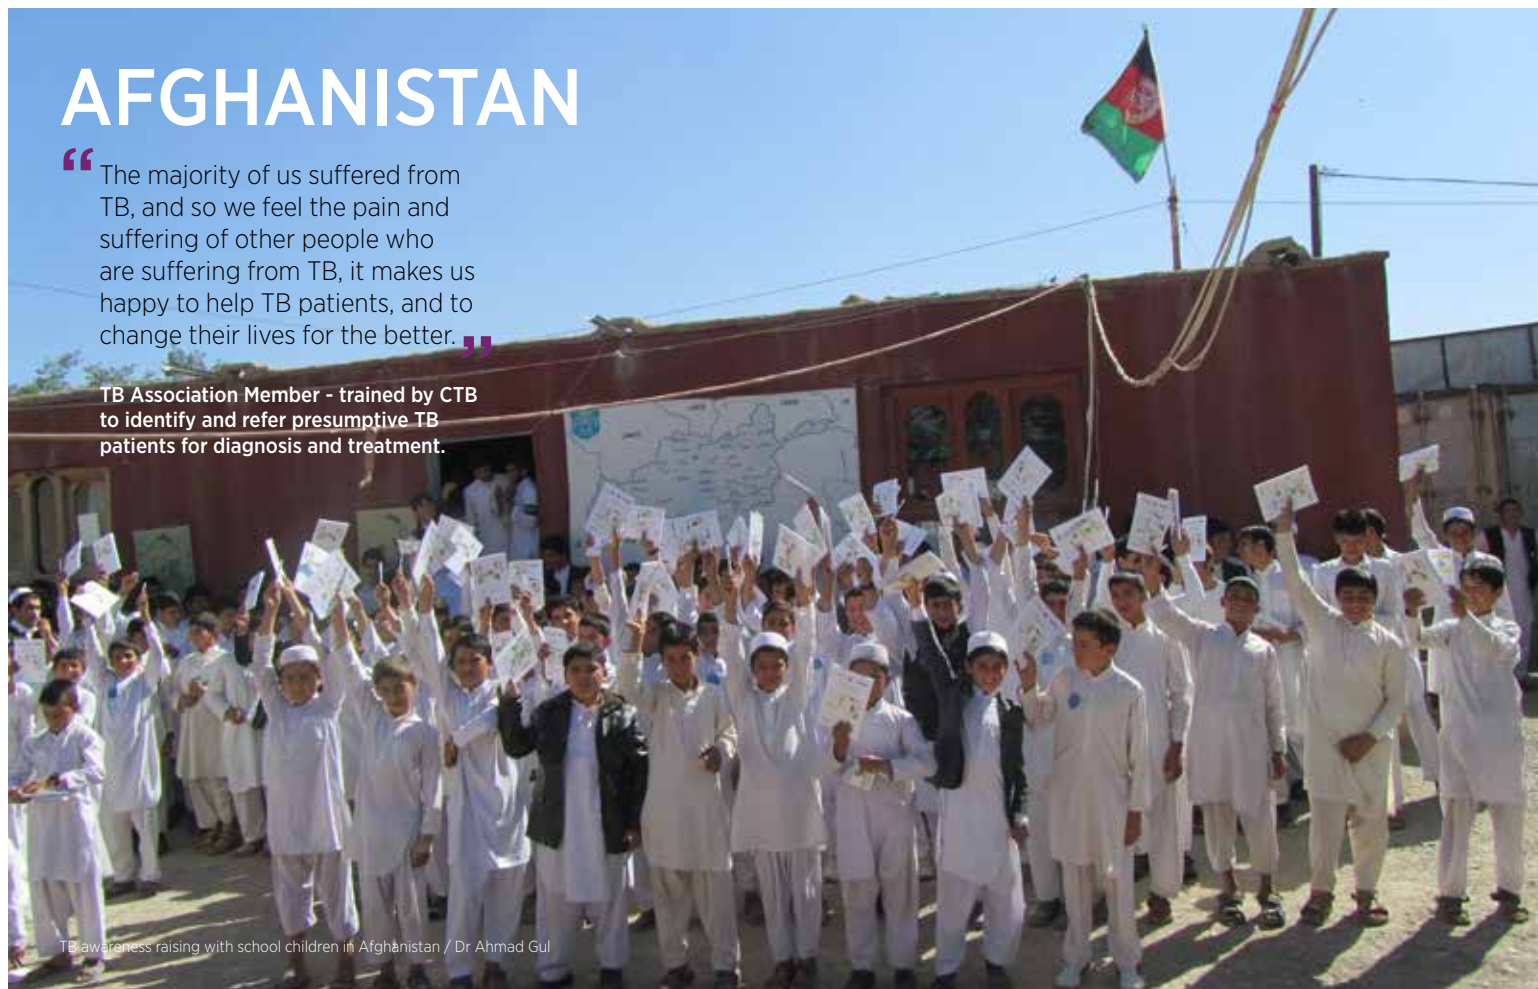 AFGHANISTAN
“ The majority of us suffered from
TB, and so we feel the pain and
suffering of other people who
are suffering from TB, it makes us
happy to help TB patients, and to
change their lives for the better. ”
TB Association Member - trained by CTB
to identify and refer presumptive TB
patients for diagnosis and treatment.
TB awareness raising with school children in Afghanistan / Dr Ahmad Gul